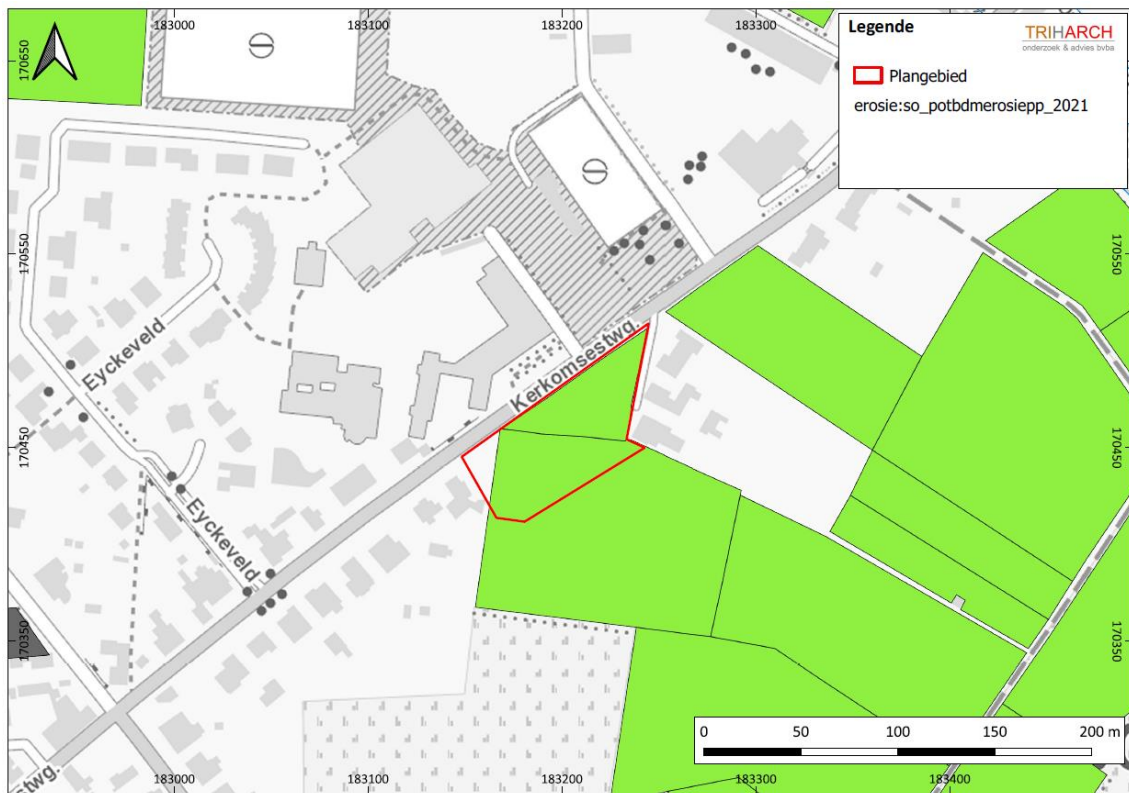 183000
183100
183200
183300
170650
170550
170450
170350
Legende
TRIHARCH
onderzoek & advies bvba
Plangebied
erosie:so_potbdmerosiepp_2021
Eyckeveld
Kerkomsestwg.
Eyckeveld
stwg.
170550
170450
170350
0 50 100 150 200 m
183000
183100
183200
183300
183400